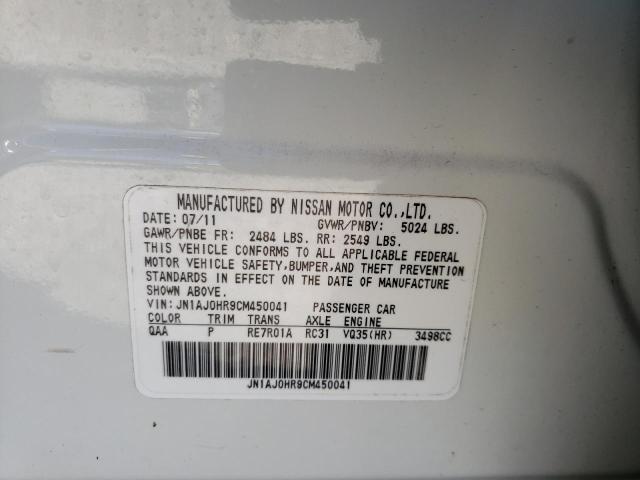 MANUFACTURED BY NISSAN MOTOR CO.,LTD.
DATE: 07/11 GVWR/PNBV: 5024 LBS.
GAWR/PNBE FR: 2484 LBS. RR: 2549 LBS.
THIS VEHICLE CONFORMS TO ALL APPLICABLE FEDERAL
MOTOR VEHICLE SAFETY,BUMPER,AND THEFT PREVENTION
STANDARDS IN EFFECT ON THE DATE OF MANUFACTURE
SHOWN ABOVE.
VIN:JN1AJ0HR9CM450041 PASSENGER CAR
COLOR TRIM TRANS AXLE ENGINE
QAA P RE7R01A RC31 VQ35(HR) 3498CC
JN1AJ0HR9CM450041